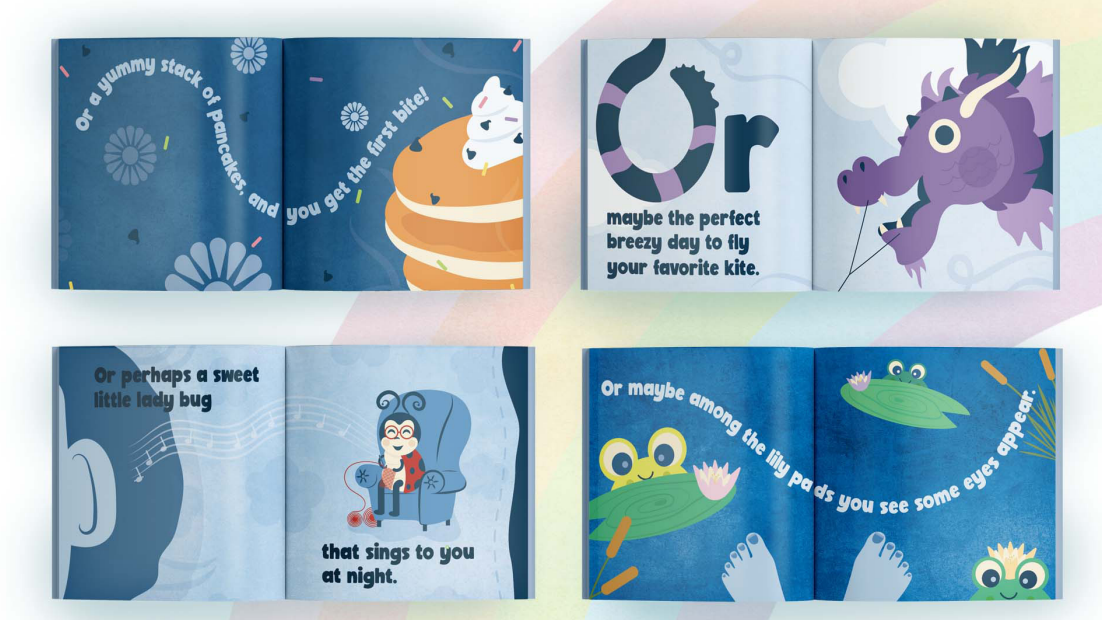 Or a yummy stack of pancakes, and you get the first bite!
Or
maybe the perfect
breezy day to fly
your favorite kite.
Or perhaps a sweet
little lady bug
that sings to you
at night.
Or maybe among the lily pads you see some eyes appear.